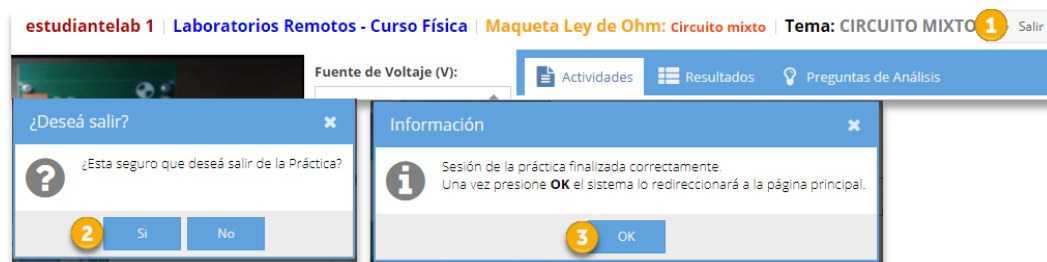 estudiantelab 1 | Laboratorios Remotos - Curso Física | Maqueta Ley de Ohm: Circuito mixto | Tema: CIRCUITO MIXTO 1 Salir
Fuente de Voltaje (V):
Actividades Resultados Preguntas de Análisis
¿Deseá salir?
¿Esta seguro que deseá salir de la Práctica?
2 Si No
Información
Sesión de la práctica finalizada correctamente.
Una vez presione OK el sistema lo redireccionará a la página principal.
3 OK